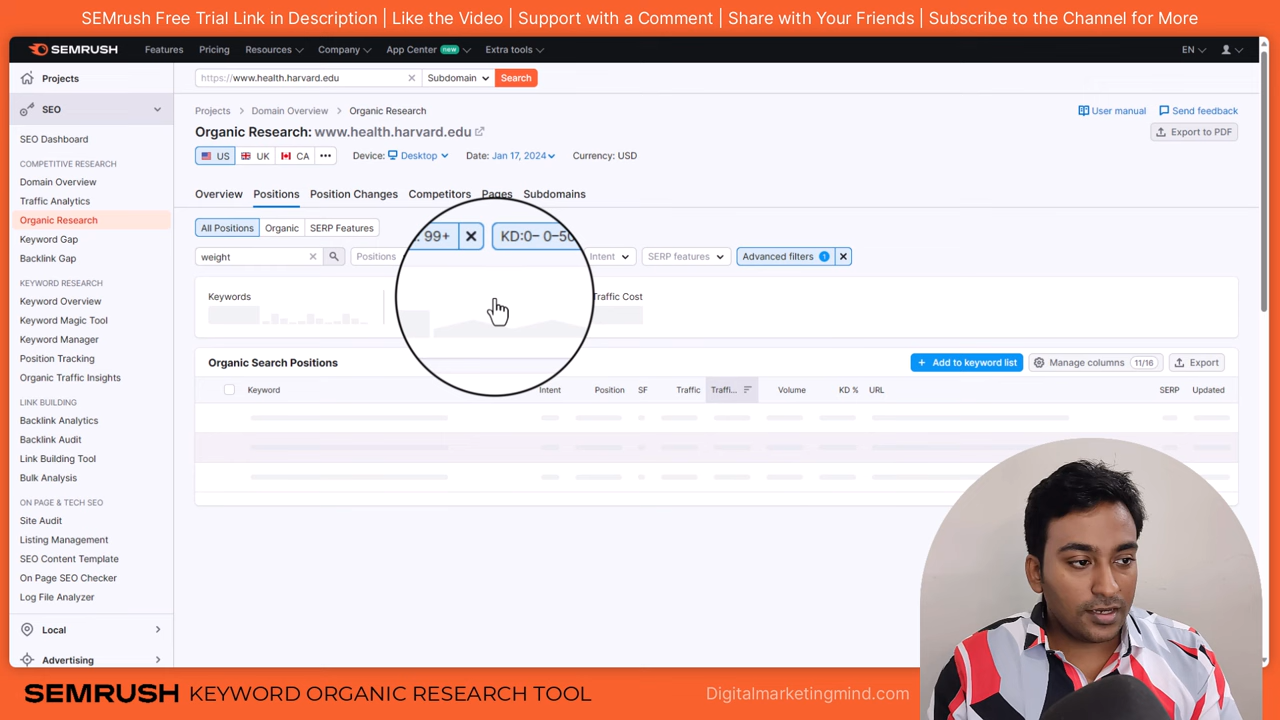 SEMrush Free Trial Link in Description | Like the Video | Support with a Comment | Share with Your Friends | Subscribe to the Channel for More
SEMRUSH Features Pricing Resources Company App Center new Extra tools EN
Projects
https://www.health.harvard.edu Subdomain Search
SEO
Projects > Domain Overview > Organic Research
User manual Send feedback
Organic Research: www.health.harvard.edu
Export to PDF
US UK CA ••• Device: Desktop Date: Jan 17, 2024 Currency: USD
SEO Dashboard
COMPETITIVE RESEARCH
Domain Overview
Traffic Analytics
Organic Research
Keyword Gap
Backlink Gap
KEYWORD RESEARCH
Keyword Overview
Keyword Magic Tool
Keyword Manager
Position Tracking
Organic Traffic Insights
LINK BUILDING
Backlink Analytics
Backlink Audit
Link Building Tool
Bulk Analysis
ON PAGE & TECH SEO
Site Audit
Listing Management
SEO Content Template
On Page SEO Checker
Log File Analyzer
Local
Advertising
Overview Positions Position Changes Competitors Pages Subdomains
All Positions Organic SERP Features
99+ KD:0– 0–50
weight Positions Intent SERP features Advanced filters 1
Keywords Traffic Cost
Organic Search Positions + Add to keyword list Manage columns 11/16 Export
Keyword Intent Position SF Traffic Traffi... Volume KD % URL SERP Updated
SEMRUSH KEYWORD ORGANIC RESEARCH TOOL Digitalmarketingmind.com